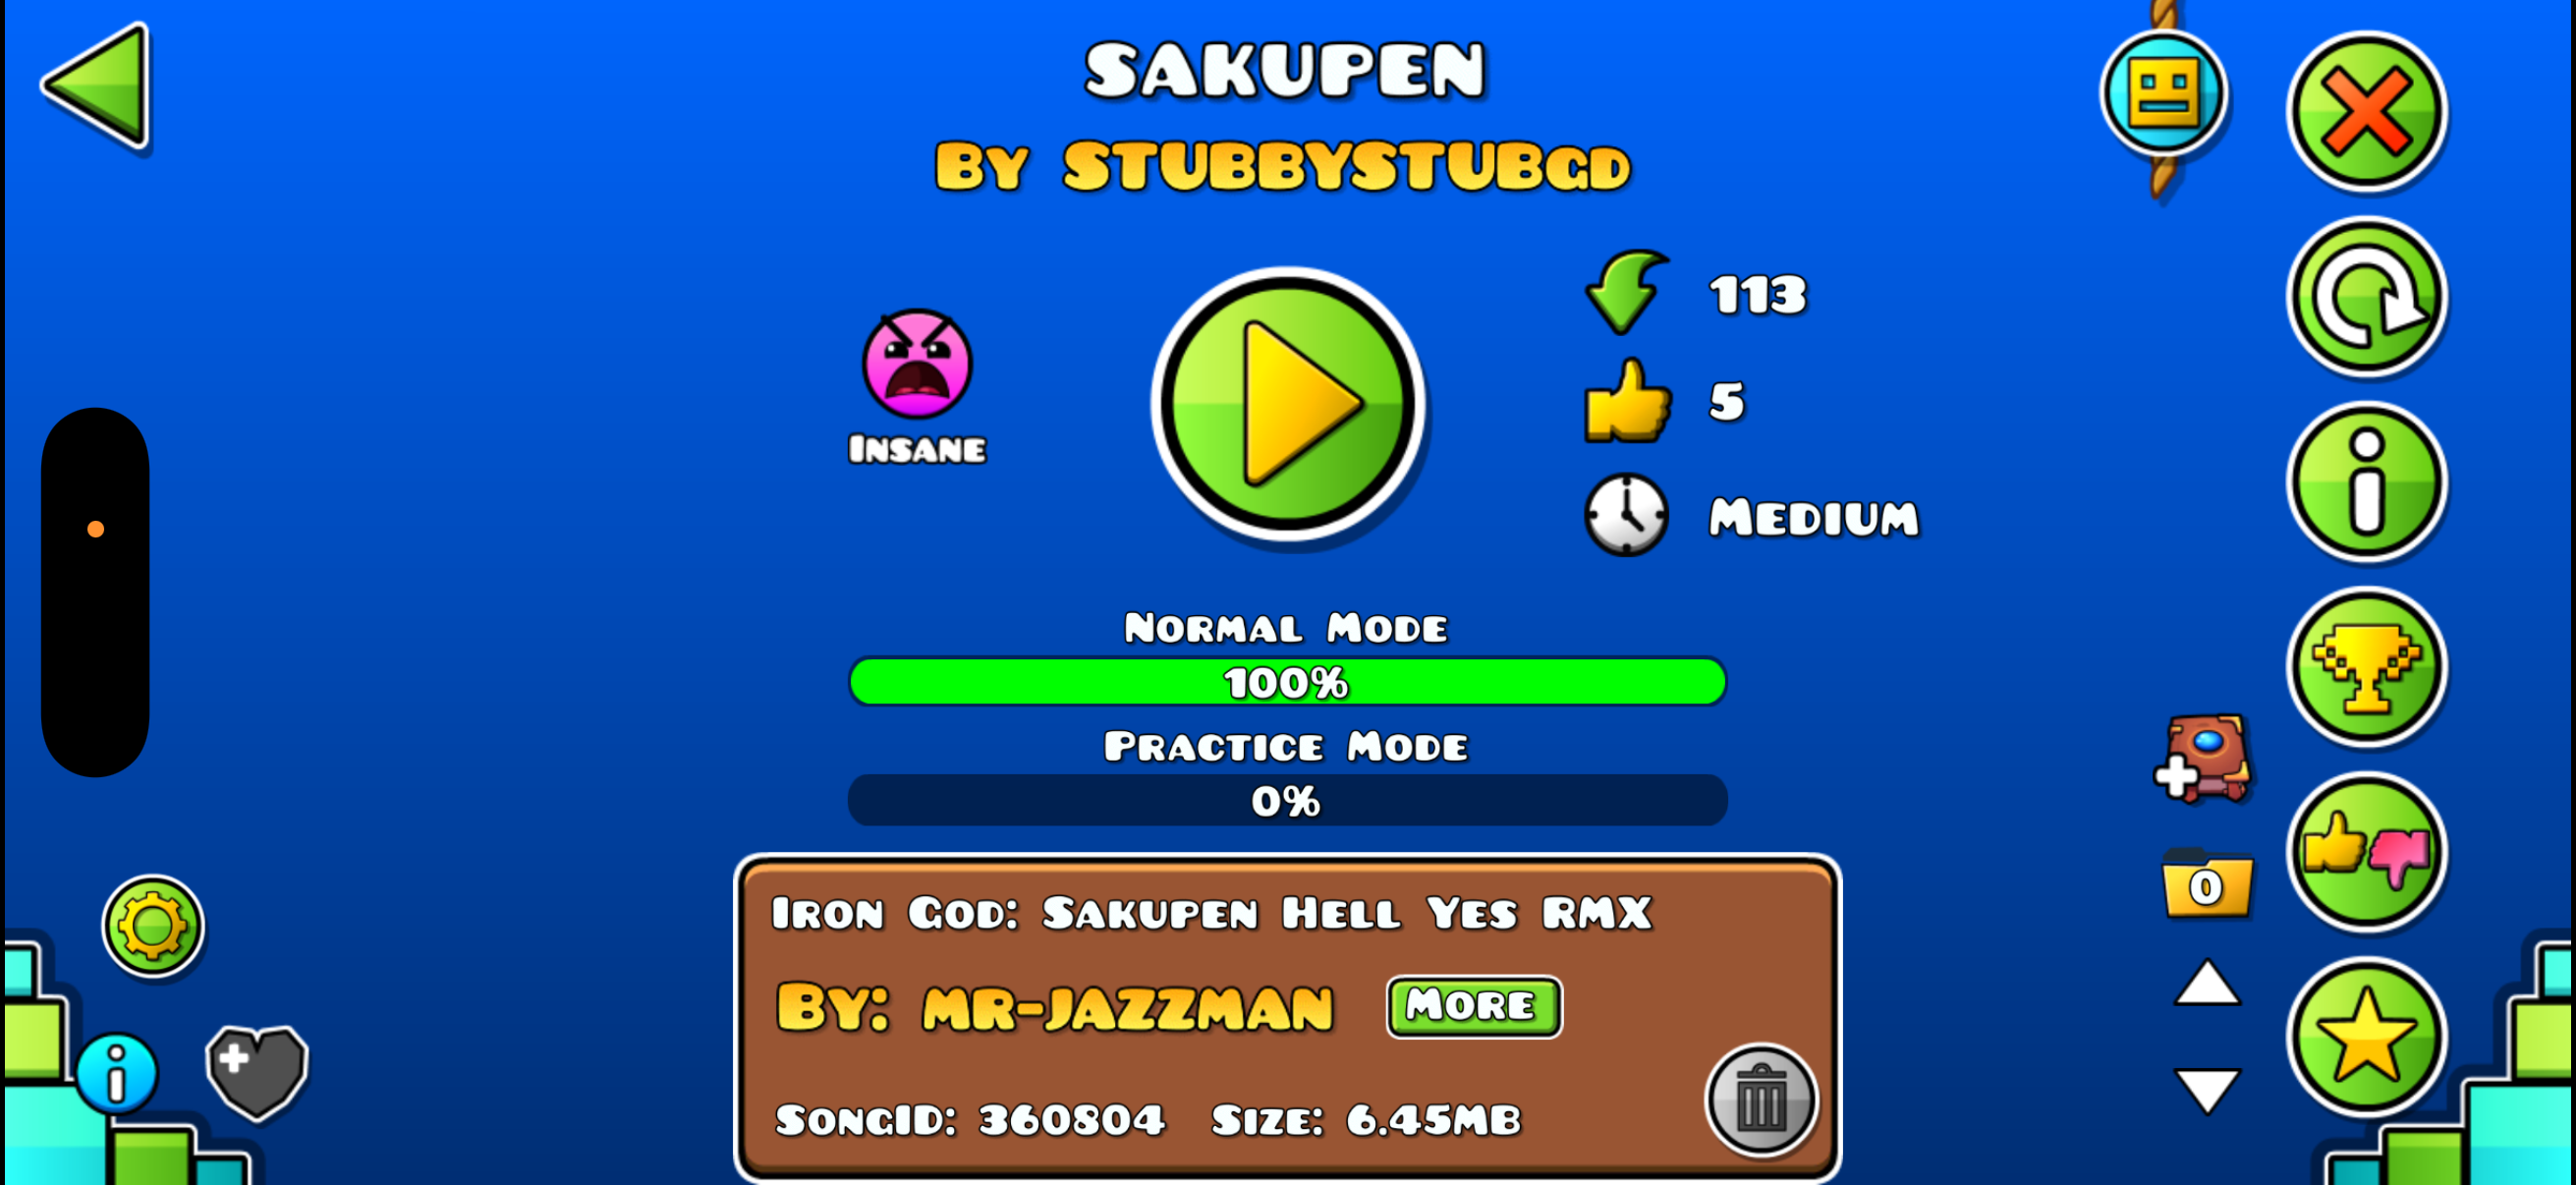 SAKUPEN
BY STUBBYSTUBGD
113
INSANE
5
MEDIUM
NORMAL MODE
100%
PRACTICE MODE
0%
IRON GOD: SAKUPEN HELL YES RMX
0
BY: MR-JAZZMAN
MORE
SONGID: 360804 SIZE: 6.45MB